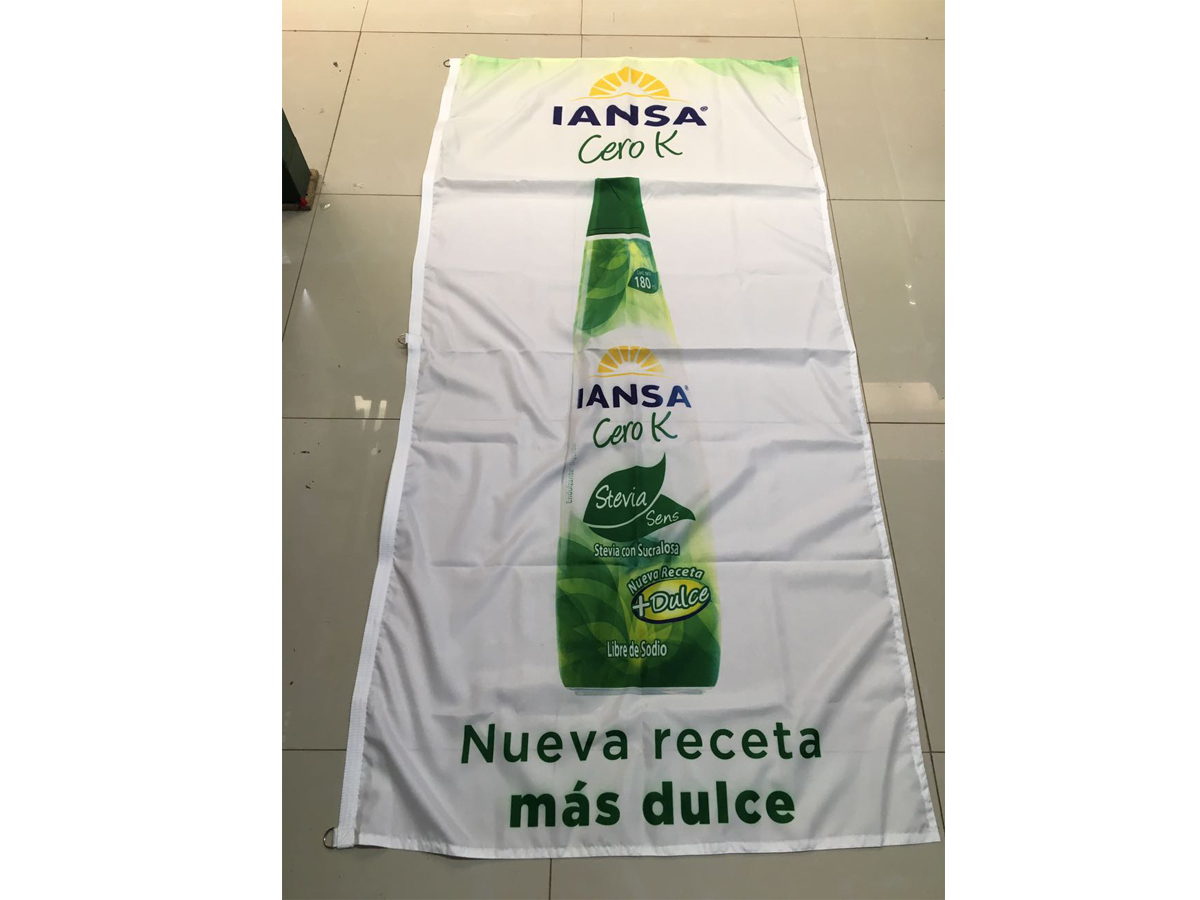 IANSA®
Cero K
180
IANSA®
Cero K
Stevia
Sens
Stevia con Sucralosa
Nueva Receta
+Dulce
Libre de Sodio
Nueva receta
más dulce